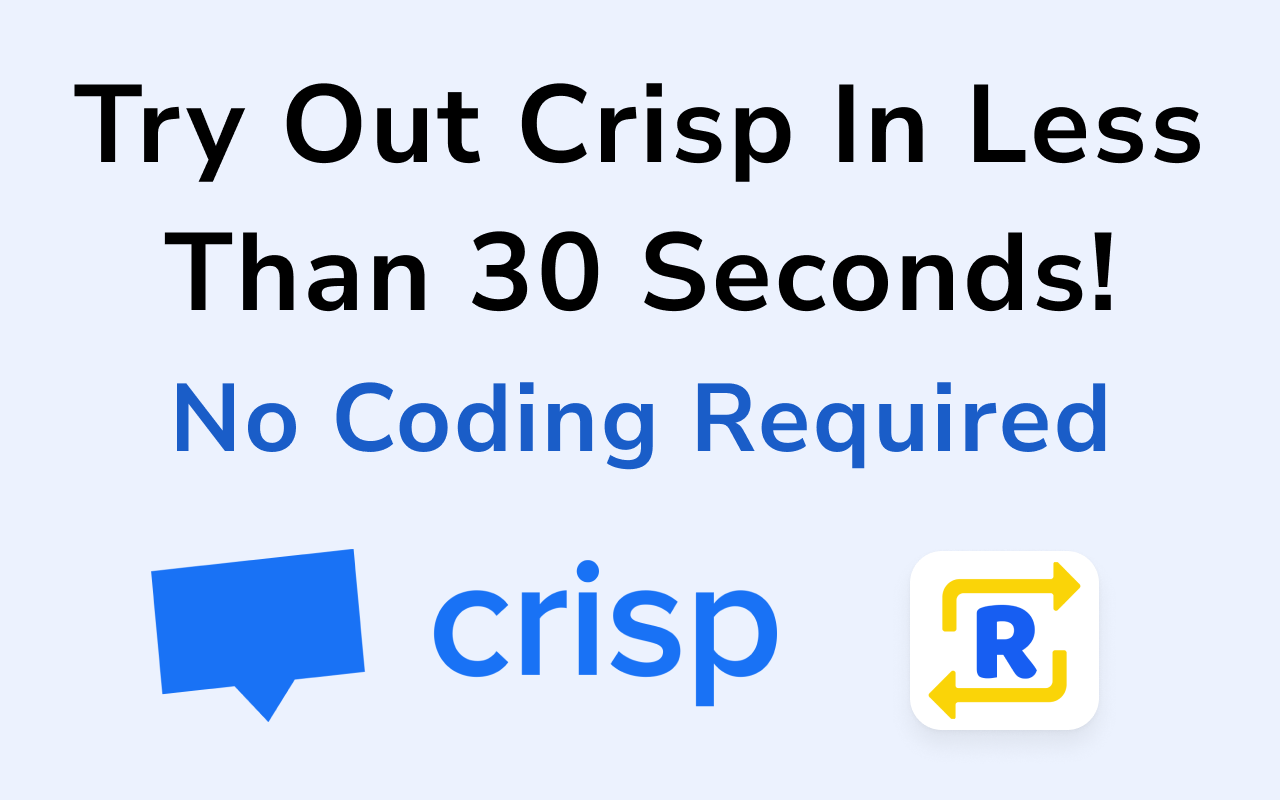 Try Out Crisp In Less
Than 30 Seconds!
No Coding Required
crisp
R